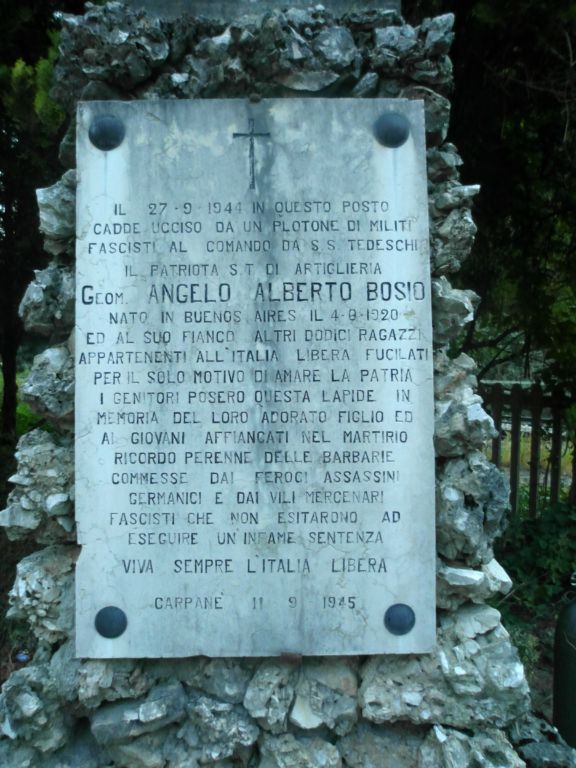 IL 27-9-1944 IN QUESTO POSTO
CADDE UCCISO DA UN PLOTONE DI MILITI
FASCISTI AL COMANDO DA S.S. TEDESCHI
IL PATRIOTA S.T. DI ARTIGLIERIA
GEOM. ANGELO ALBERTO BOSIO
NATO IN BUENOS AIRES IL 4-9-1920
ED AL SUO FIANCO ALTRI DODICI RAGAZZI
APPARTENENTI ALL'ITALIA LIBERA FUCILATI
PER IL SOLO MOTIVO DI AMARE LA PATRIA
I GENITORI POSERO QUESTA LAPIDE IN
MEMORIA DEL LORO ADORATO FIGLIO ED
AI GIOVANI AFFIANCATI NEL MARTIRIO
RICORDO PERENNE DELLE BARBARIE
COMMESSE DAI FEROCI ASSASSINI
GERMANICI E DAI VILI MERCENARI
FASCISTI CHE NON ESITARONO AD
ESEGUIRE UN'INFAME SENTENZA
VIVA SEMPRE L'ITALIA LIBERA
CARPANE' 11 9 1945